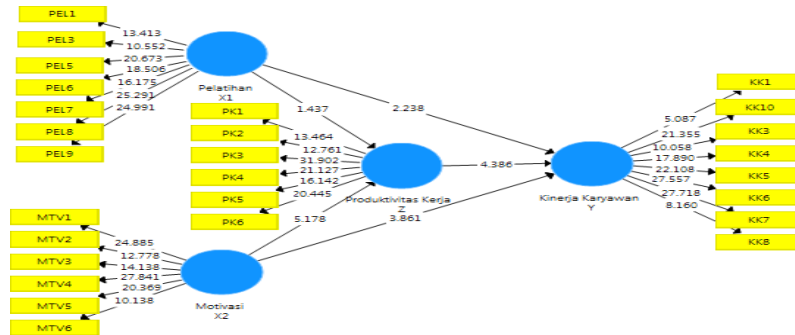 PEL1
PEL3
PEL5
PEL6
PEL7
PEL8
PEL9
13.413
10.552
20.673
18.506
16.175
25.291
24.991
Pelatihan
X1
1.437
2.238
PK1
PK2
PK3
PK4
PK5
PK6
13.464
12.761
31.902
21.127
16.142
20.445
Produktivitas Kerja
Z
4.386
5.178
3.861
MTV1
MTV2
MTV3
MTV4
MTV5
MTV6
24.885
12.778
14.138
27.841
20.369
10.138
Motivasi
X2
Kinerja Karyawan
Y
5.087
21.355
10.058
17.890
22.108
27.557
27.718
8.160
KK1
KK10
KK3
KK4
KK5
KK6
KK7
KK8